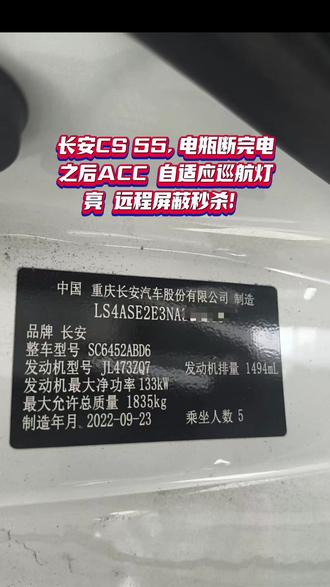 长安CS 55,电瓶断完电
之后ACC 自适应巡航灯
亮 远程屏蔽秒杀!
中国 重庆长安汽车股份有限公司 制造
LS4ASE2E3NA
品牌 长安
整车型号 SC6452ABD6
发动机型号 JL473ZQ7 发动机排量 1494mL
发动机最大净功率 133kW
最大允许总质量 1835kg
制造年月 2022-09-23 乘坐人数 5